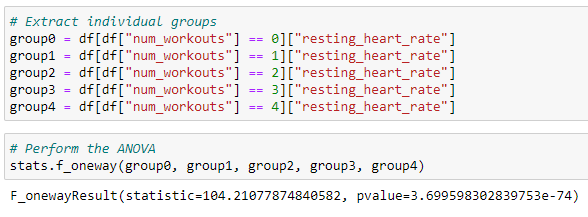 # Extract individual groups
group0 = df[df["num_workouts"] == 0]["resting_heart_rate"]
group1 = df[df["num_workouts"] == 1]["resting_heart_rate"]
group2 = df[df["num_workouts"] == 2]["resting_heart_rate"]
group3 = df[df["num_workouts"] == 3]["resting_heart_rate"]
group4 = df[df["num_workouts"] == 4]["resting_heart_rate"]
# Perform the ANOVA
stats.f_oneway(group0, group1, group2, group3, group4)
F_onewayResult(statistic=104.21077874840582, pvalue=3.699598302839753e-74)